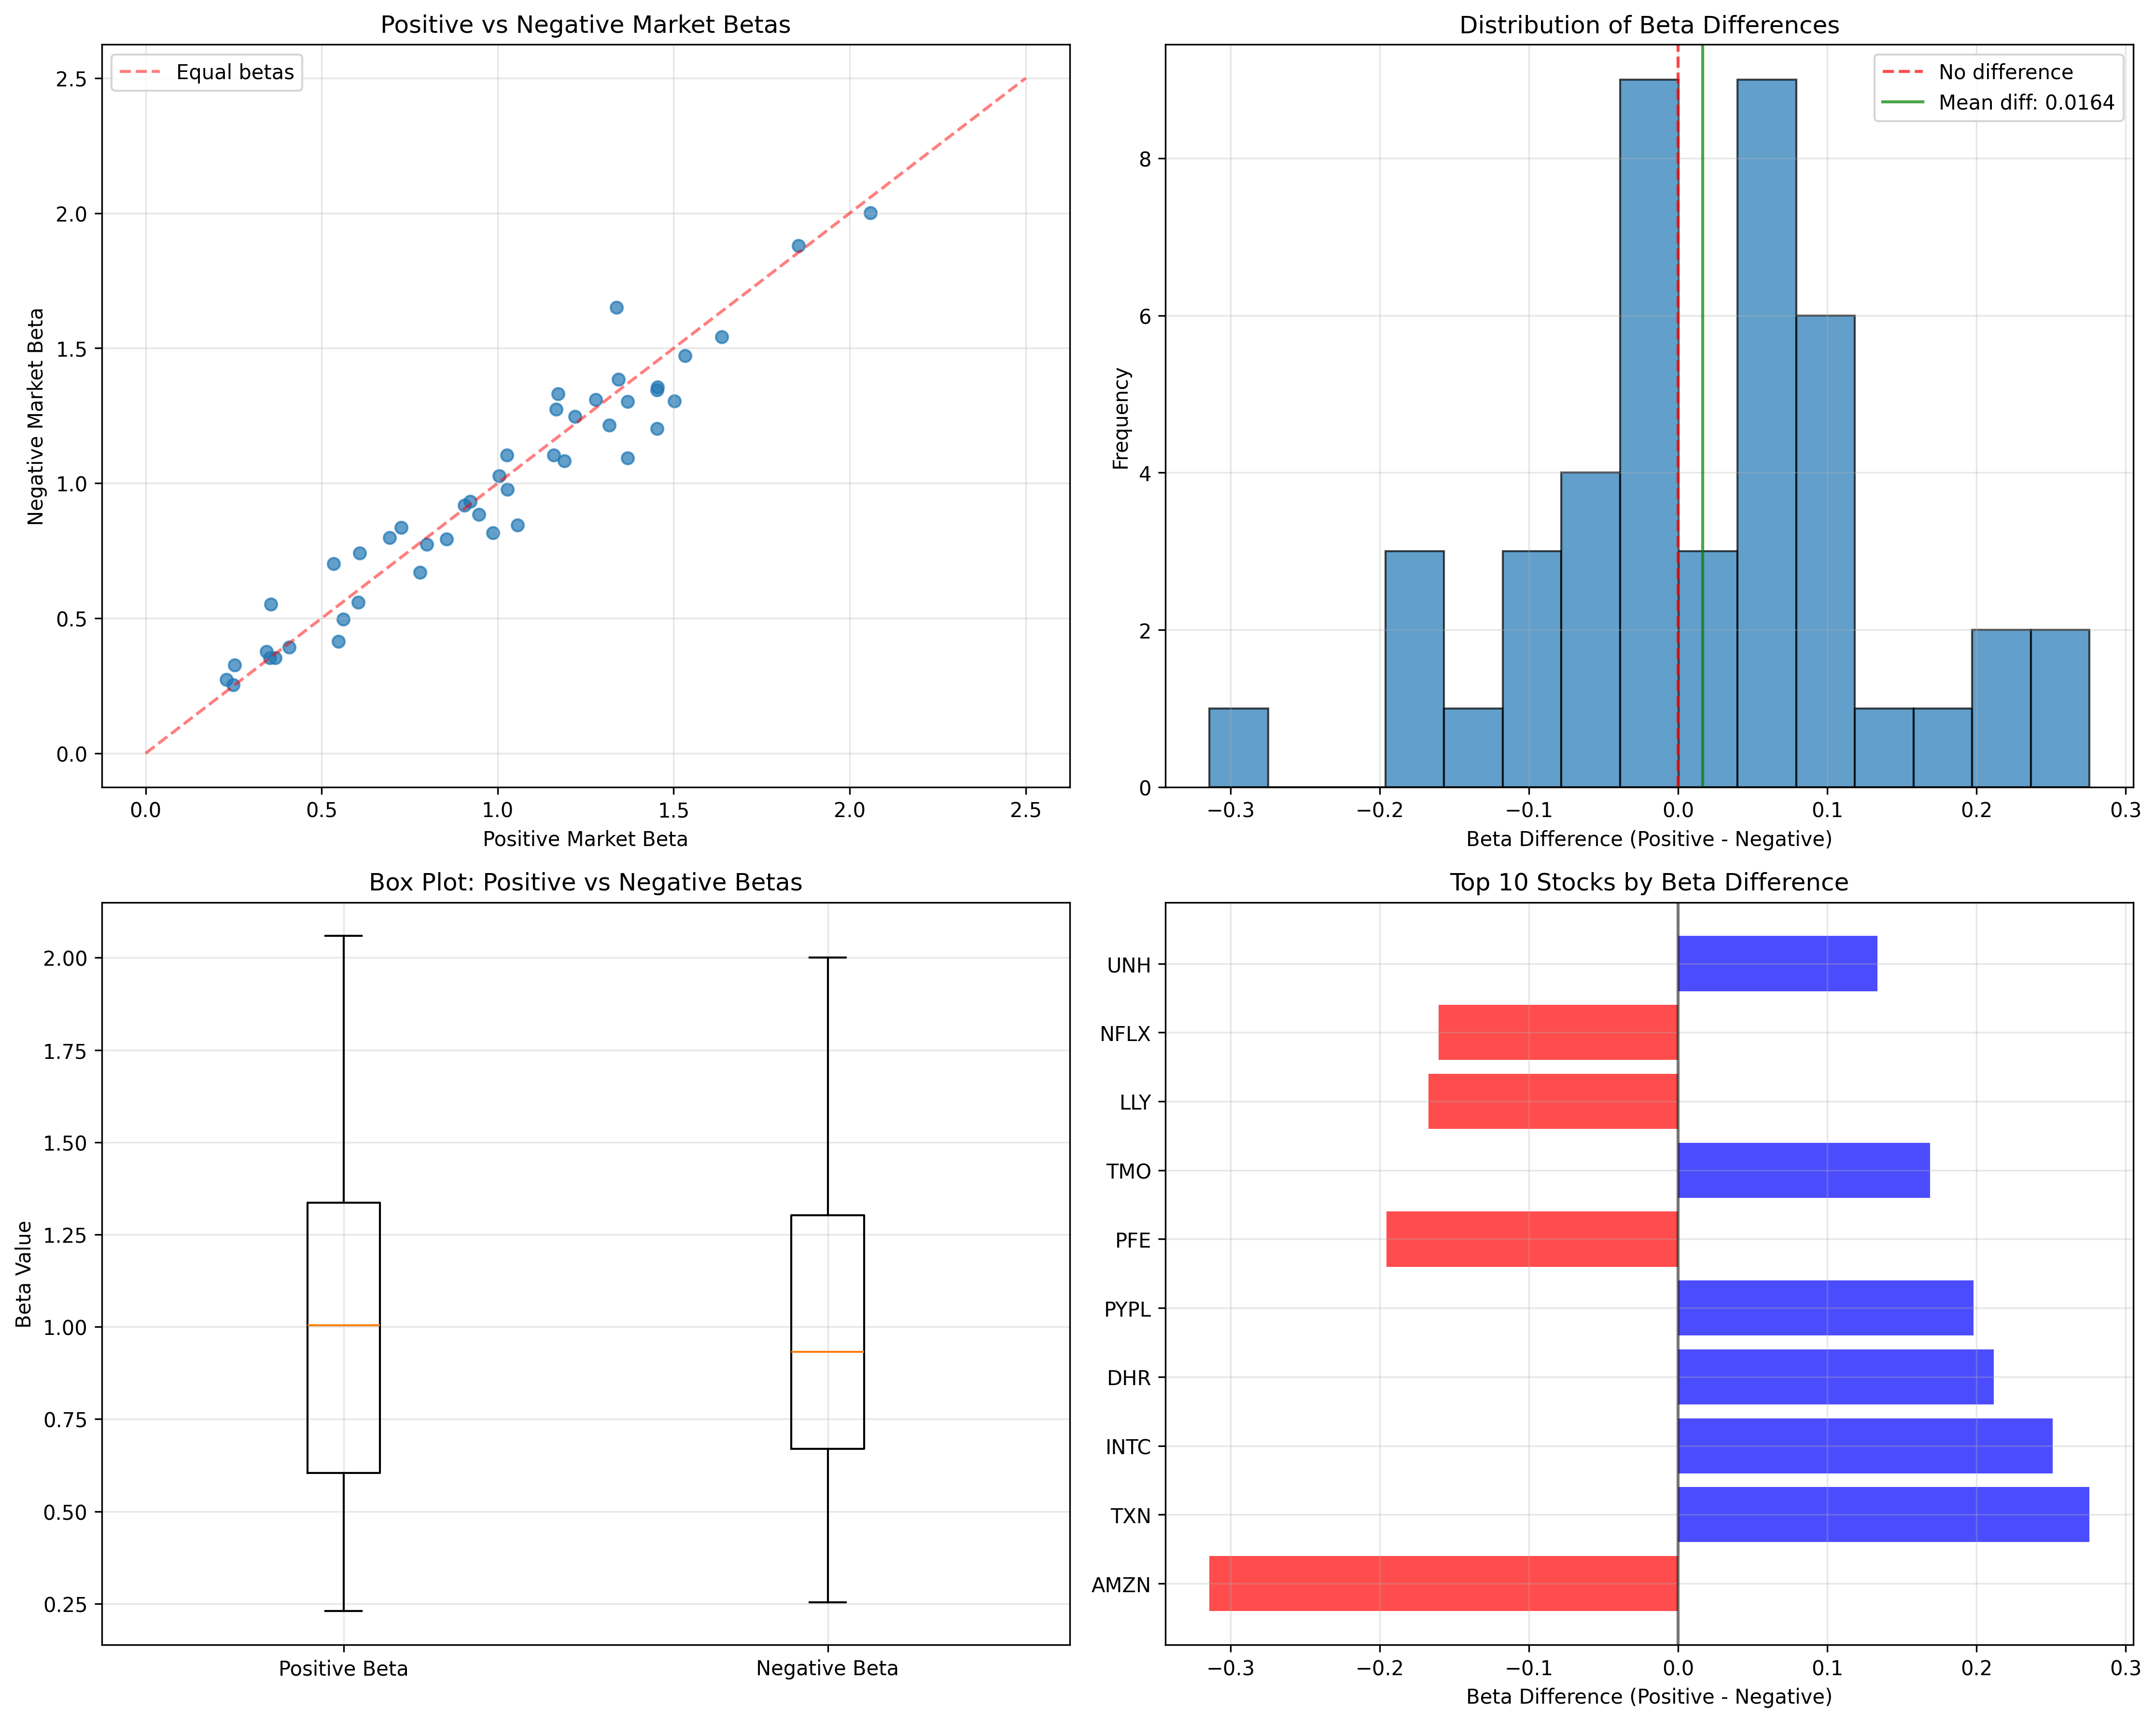 Positive vs Negative Market Betas
Equal betas
2.5
2.0
1.5
1.0
0.5
0.0
Negative Market Beta
0.0 0.5 1.0 1.5 2.0 2.5
Positive Market Beta
Distribution of Beta Differences
No difference
Mean diff: 0.0164
8
6
4
2
0
Frequency
−0.3 −0.2 −0.1 0.0 0.1 0.2 0.3
Beta Difference (Positive - Negative)
Box Plot: Positive vs Negative Betas
2.00
1.75
1.50
1.25
1.00
0.75
0.50
0.25
Beta Value
Positive Beta Negative Beta
Top 10 Stocks by Beta Difference
UNH
NFLX
LLY
TMO
PFE
PYPL
DHR
INTC
TXN
AMZN
−0.3 −0.2 −0.1 0.0 0.1 0.2 0.3
Beta Difference (Positive - Negative)